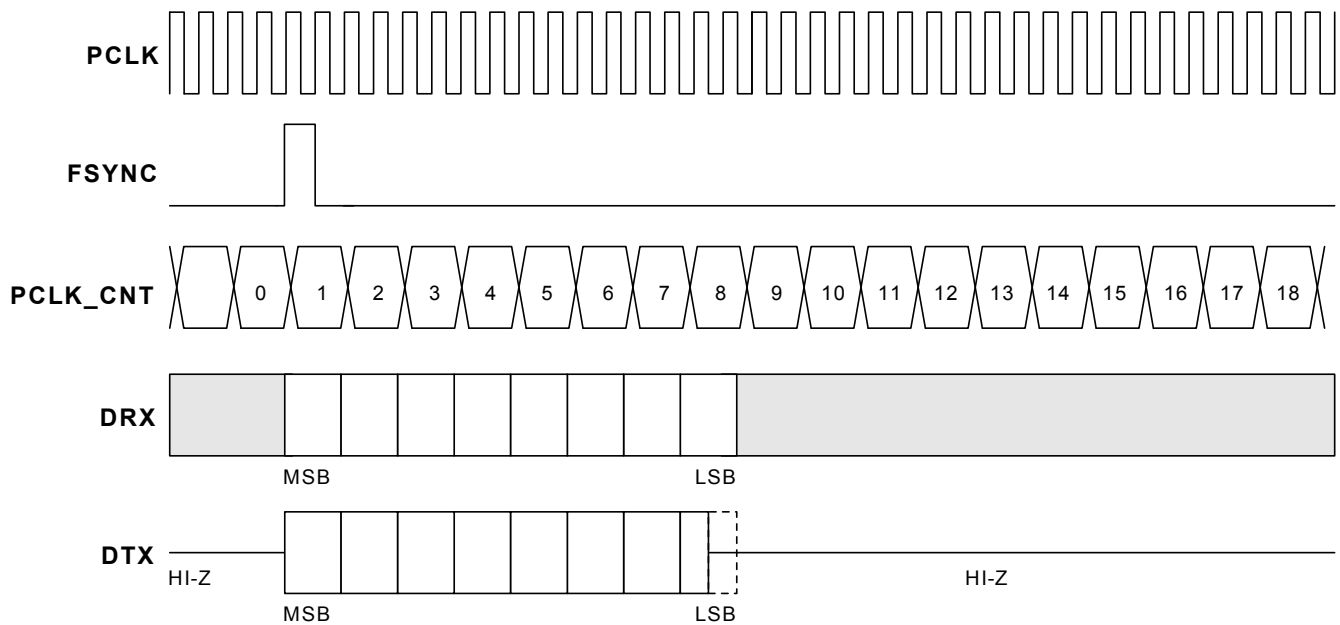 PCLK
FSYNC
PCLK_CNT 0 1 2 3 4 5 6 7 8 9 10 11 12 13 14 15 16 17 18
DRX
MSB LSB
DTX
HI-Z HI-Z
MSB LSB